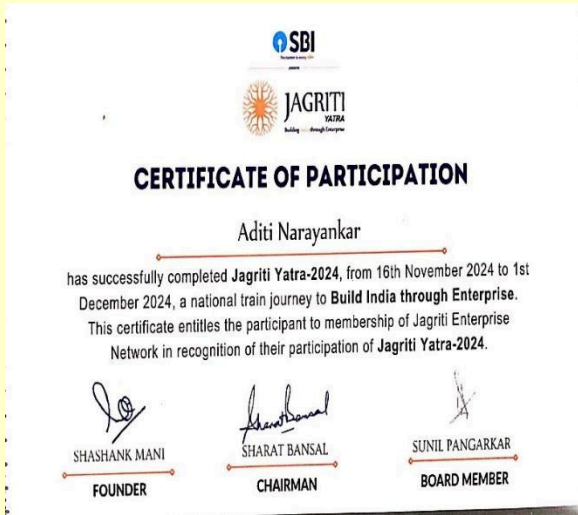 SBI
JAGRITI
YATRA
Building through Enterprise
CERTIFICATE OF PARTICIPATION
Aditi Narayankar
has successfully completed Jagriti Yatra-2024, from 16th November 2024 to 1st
December 2024, a national train journey to Build India through Enterprise.
This certificate entitles the participant to membership of Jagriti Enterprise
Network in recognition of their participation of Jagriti Yatra-2024.
SHASHANK MANI SHARAT BANSAL SUNIL PANGARKAR
FOUNDER CHAIRMAN BOARD MEMBER